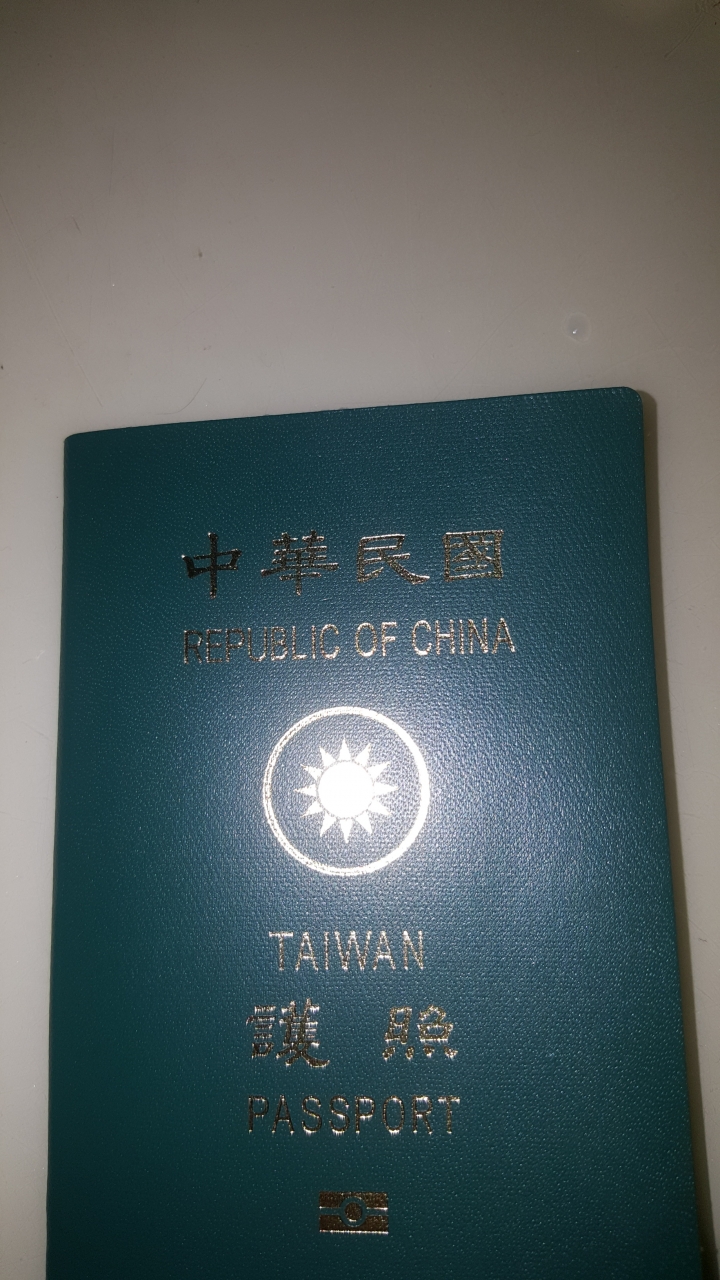 中華民國
REPUBLIC OF CHINA
TAIWAN
護照
PASSPORT